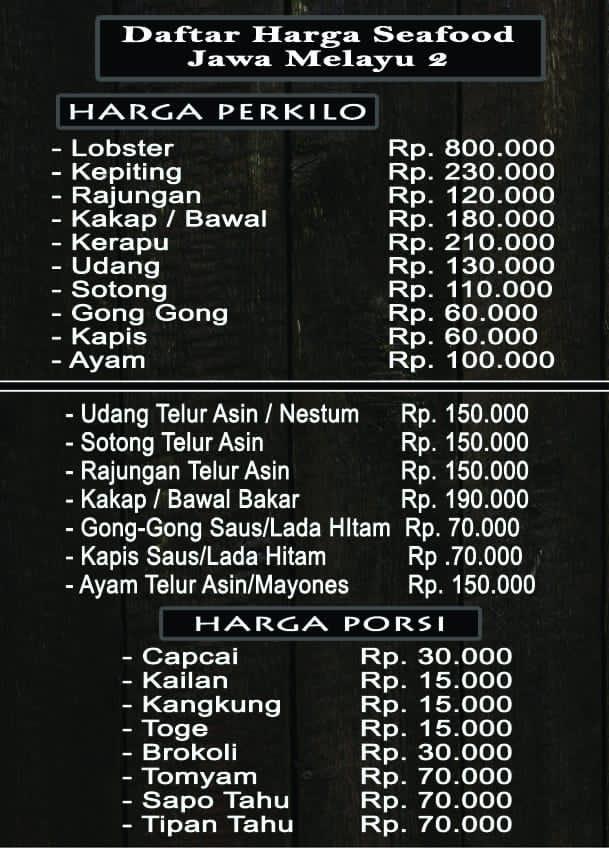 Daftar Harga Seafood
Jawa Melayu 2
HARGA PERKILO
- Lobster Rp. 800.000
- Kepiting Rp. 230.000
- Rajungan Rp. 120.000
- Kakap / Bawal Rp. 180.000
- Kerapu Rp. 210.000
- Udang Rp. 130.000
- Sotong Rp. 110.000
- Gong Gong Rp. 60.000
- Kapis Rp. 60.000
- Ayam Rp. 100.000
- Udang Telur Asin / Nestum Rp. 150.000
- Sotong Telur Asin Rp. 150.000
- Rajungan Telur Asin Rp. 150.000
- Kakap / Bawal Bakar Rp. 190.000
- Gong-Gong Saus/Lada HItam Rp. 70.000
- Kapis Saus/Lada Hitam Rp .70.000
- Ayam Telur Asin/Mayones Rp. 150.000
HARGA PORSI
- Capcai Rp. 30.000
- Kailan Rp. 15.000
- Kangkung Rp. 15.000
- Toge Rp. 15.000
- Brokoli Rp. 30.000
- Tomyam Rp. 70.000
- Sapo Tahu Rp. 70.000
- Tipan Tahu Rp. 70.000